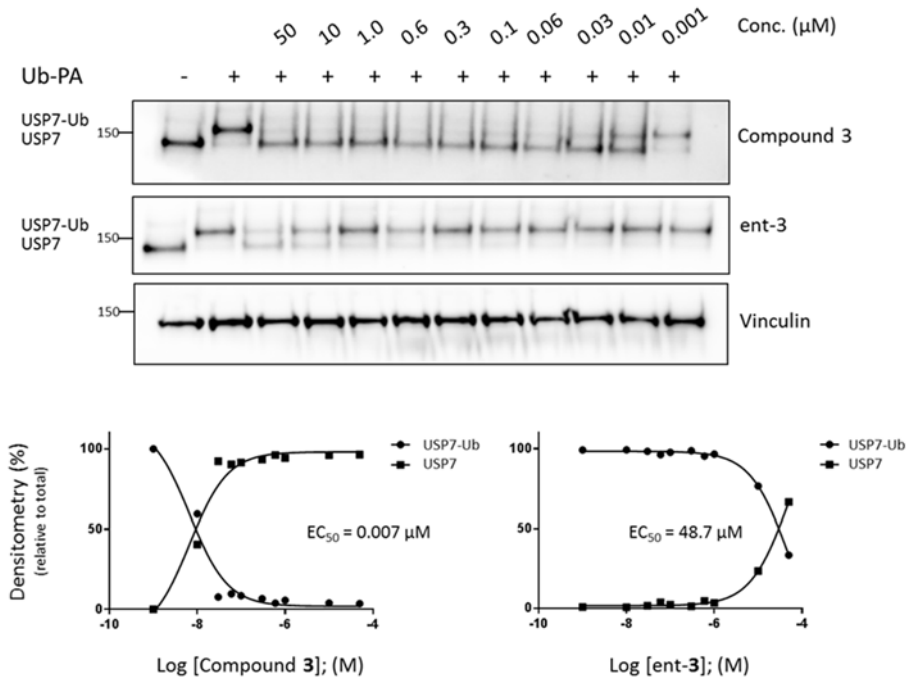 50 10 1.0 0.6 0.3 0.1 0.06 0.03 0.01 0.001 Conc. (µM)
Ub-PA - + + + + + + + + + + +
USP7-Ub
USP7
150
Compound 3
USP7-Ub
USP7
150
ent-3
150
Vinculin
Densitometry (%)
(relative to total)
100
50
0
-10 -8 -6 -4
USP7-Ub
USP7
EC50 = 0.007 µM
Log [Compound 3]; (M)
100
50
0
-10 -8 -6 -4
USP7-Ub
USP7
EC50 = 48.7 µM
Log [ent-3]; (M)